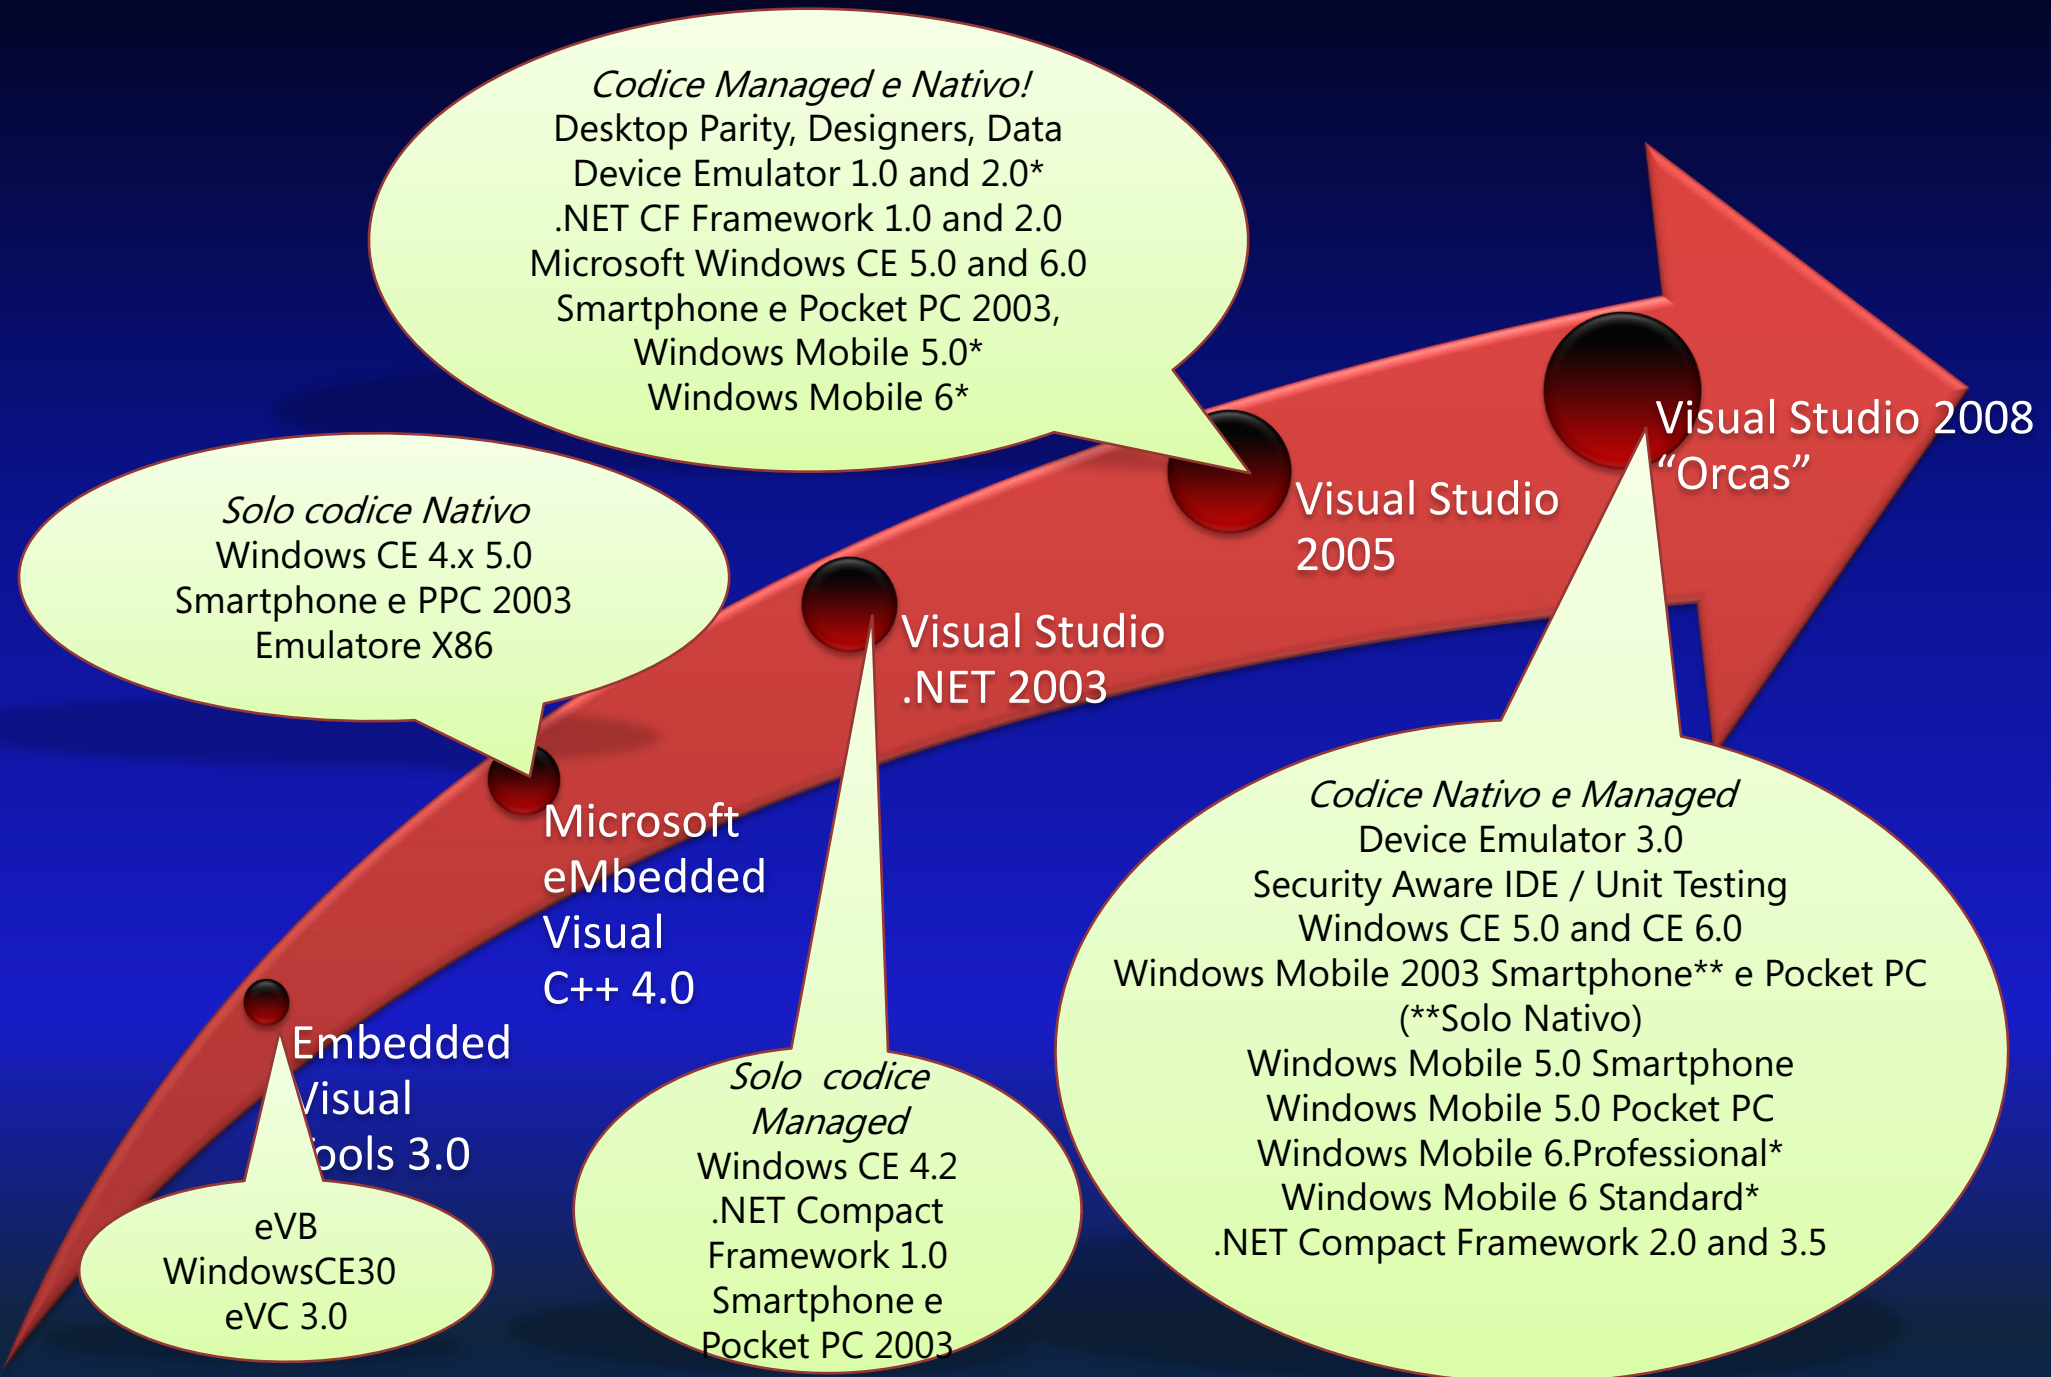 Codice Managed e Nativo!
Desktop Parity, Designers, Data
Device Emulator 1.0 and 2.0*
.NET CF Framework 1.0 and 2.0
Microsoft Windows CE 5.0 and 6.0
Smartphone e Pocket PC 2003,
Windows Mobile 5.0*
Windows Mobile 6*
Visual Studio 2008
“Orcas”
Visual Studio
2005
Solo codice Nativo
Windows CE 4.x 5.0
Smartphone e PPC 2003
Emulatore X86
Visual Studio
.NET 2003
Microsoft
eMbedded
Visual
C++ 4.0
Embedded
Visual
Tools 3.0
eVB
WindowsCE30
eVC 3.0
Solo codice
Managed
Windows CE 4.2
.NET Compact
Framework 1.0
Smartphone e
Pocket PC 2003
Codice Nativo e Managed
Device Emulator 3.0
Security Aware IDE / Unit Testing
Windows CE 5.0 and CE 6.0
Windows Mobile 2003 Smartphone** e Pocket PC
(**Solo Nativo)
Windows Mobile 5.0 Smartphone
Windows Mobile 5.0 Pocket PC
Windows Mobile 6.Professional*
Windows Mobile 6 Standard*
.NET Compact Framework 2.0 and 3.5